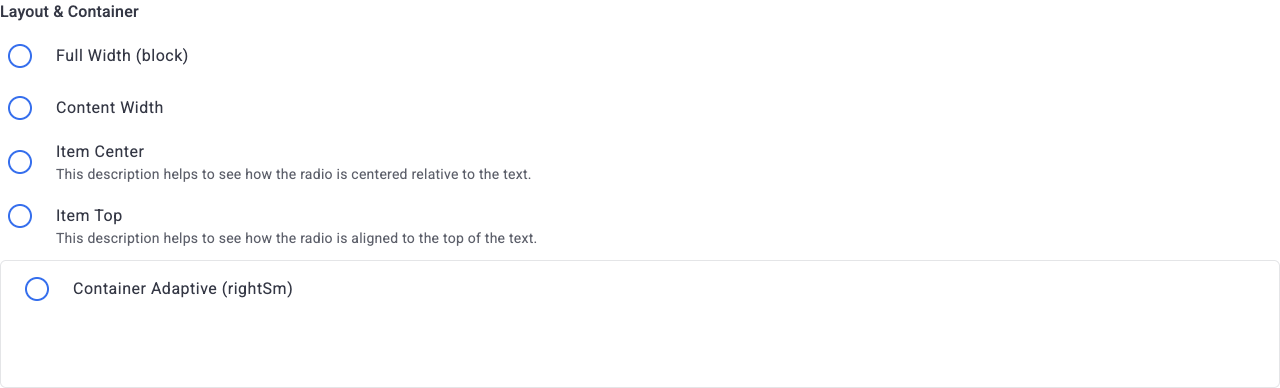 Layout & Container
Full Width (block)
Content Width
Item Center
This description helps to see how the radio is centered relative to the text.
Item Top
This description helps to see how the radio is aligned to the top of the text.
Container Adaptive (rightSm)